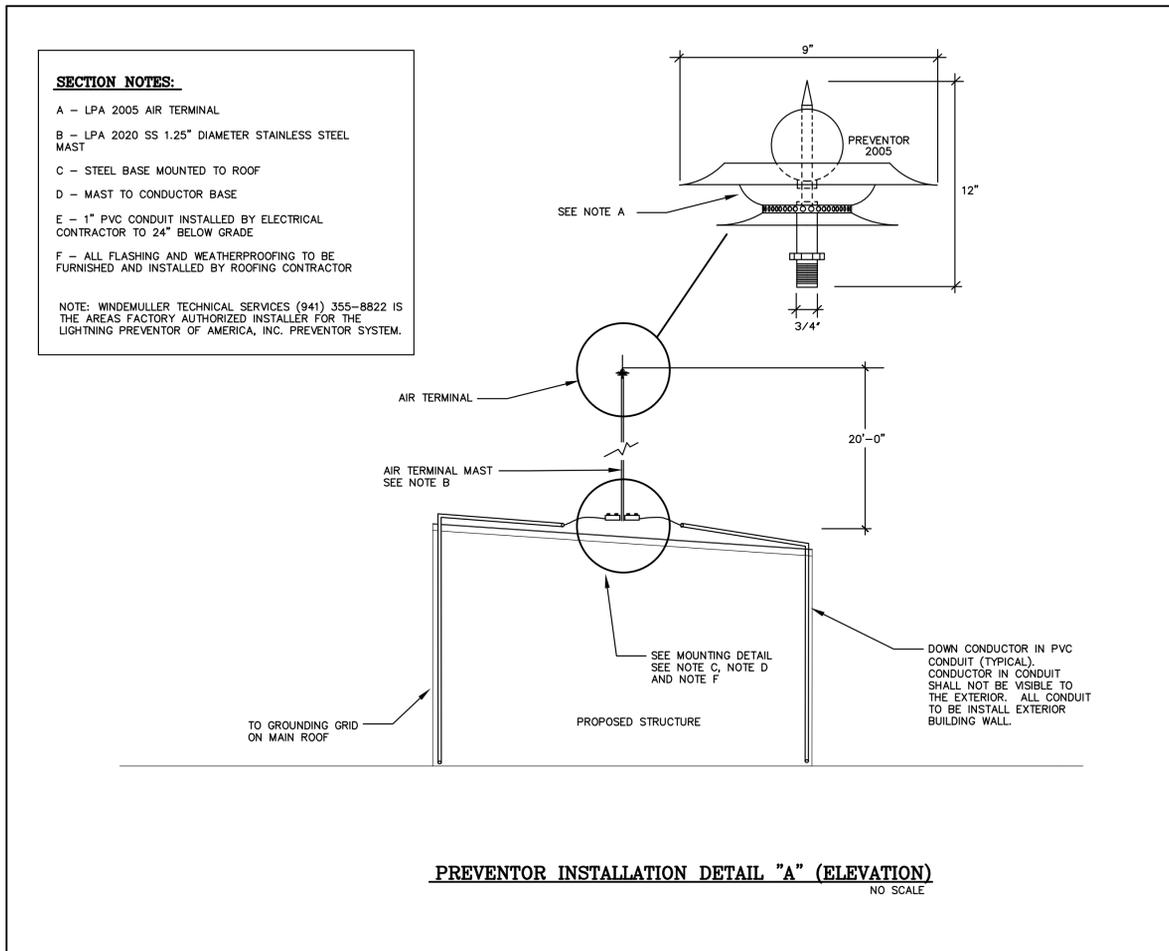 SECTION NOTES:
A – LPA 2005 AIR TERMINAL
B – LPA 2020 SS 1.25" DIAMETER STAINLESS STEEL
MAST
C – STEEL BASE MOUNTED TO ROOF
D – MAST TO CONDUCTOR BASE
E – 1" PVC CONDUIT INSTALLED BY ELECTRICAL
CONTRACTOR TO 24" BELOW GRADE
F – ALL FLASHING AND WEATHERPROOFING TO BE
FURNISHED AND INSTALLED BY ROOFING CONTRACTOR
NOTE: WINDEMULLER TECHNICAL SERVICES (941) 355–8822 IS
THE AREAS FACTORY AUTHORIZED INSTALLER FOR THE
LIGHTNING PREVENTOR OF AMERICA, INC. PREVENTOR SYSTEM.
9"
PREVENTOR
2005
12"
SEE NOTE A
3/4"
AIR TERMINAL
20'–0"
AIR TERMINAL MAST
SEE NOTE B
SEE MOUNTING DETAIL
SEE NOTE C, NOTE D
AND NOTE F
DOWN CONDUCTOR IN PVC
CONDUIT (TYPICAL).
CONDUCTOR IN CONDUIT
SHALL NOT BE VISIBLE TO
THE EXTERIOR. ALL CONDUIT
TO BE INSTALL EXTERIOR
BUILDING WALL.
TO GROUNDING GRID
ON MAIN ROOF
PROPOSED STRUCTURE
PREVENTOR INSTALLATION DETAIL "A" (ELEVATION)
NO SCALE